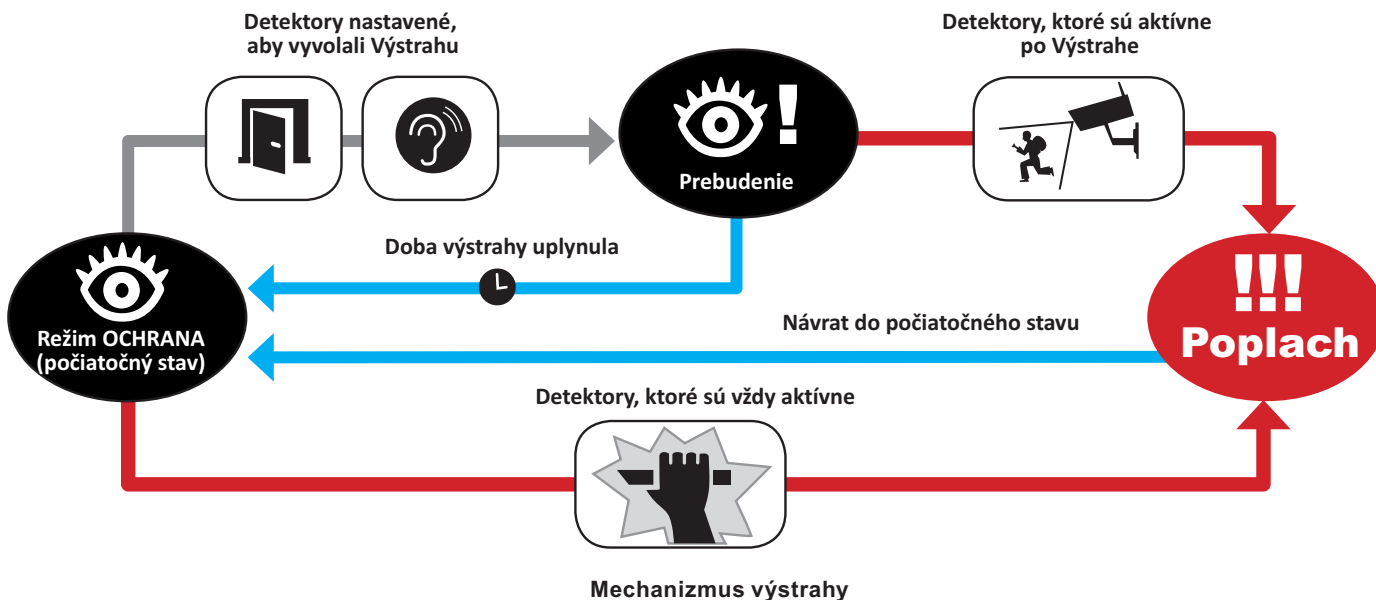 Detektory nastavené,
aby vyvolali Výstrahu
Detektory, ktoré sú aktívne
po Výstrahe
!
Prebudenie
Doba výstrahy uplynula
Režim OCHRANA
(počiatočný stav)
Návrat do počiatočného stavu
!!!
Poplach
Detektory, ktoré sú vždy aktívne
Mechanizmus výstrahy